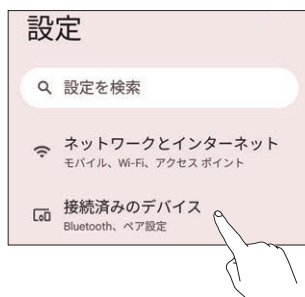 設定
設定を検索
ネットワークとインターネット
モバイル、Wi-Fi、アクセス ポイント
接続済みのデバイス
Bluetooth、ペア設定